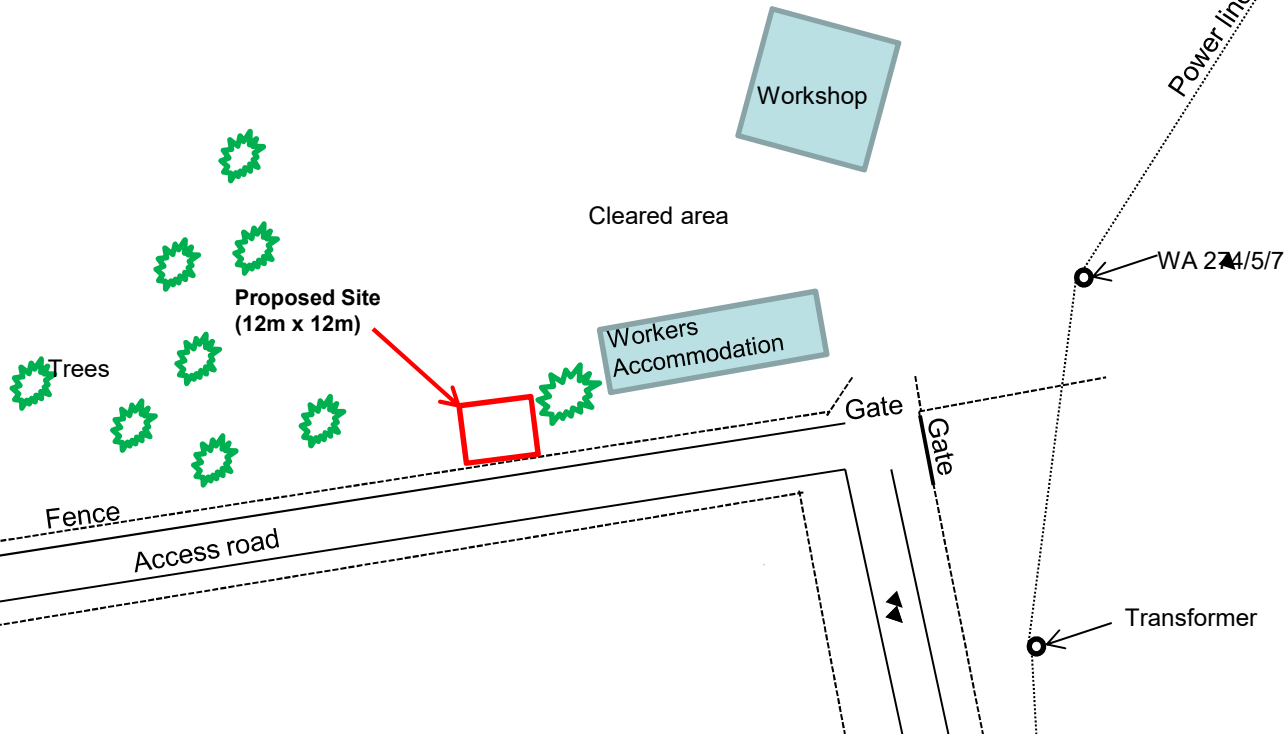 Power line
Workshop
Cleared area
WA 274/5/7
Proposed Site
(12m x 12m)
Workers
Accommodation
Trees
Gate
Gate
Fence
Access road
Transformer